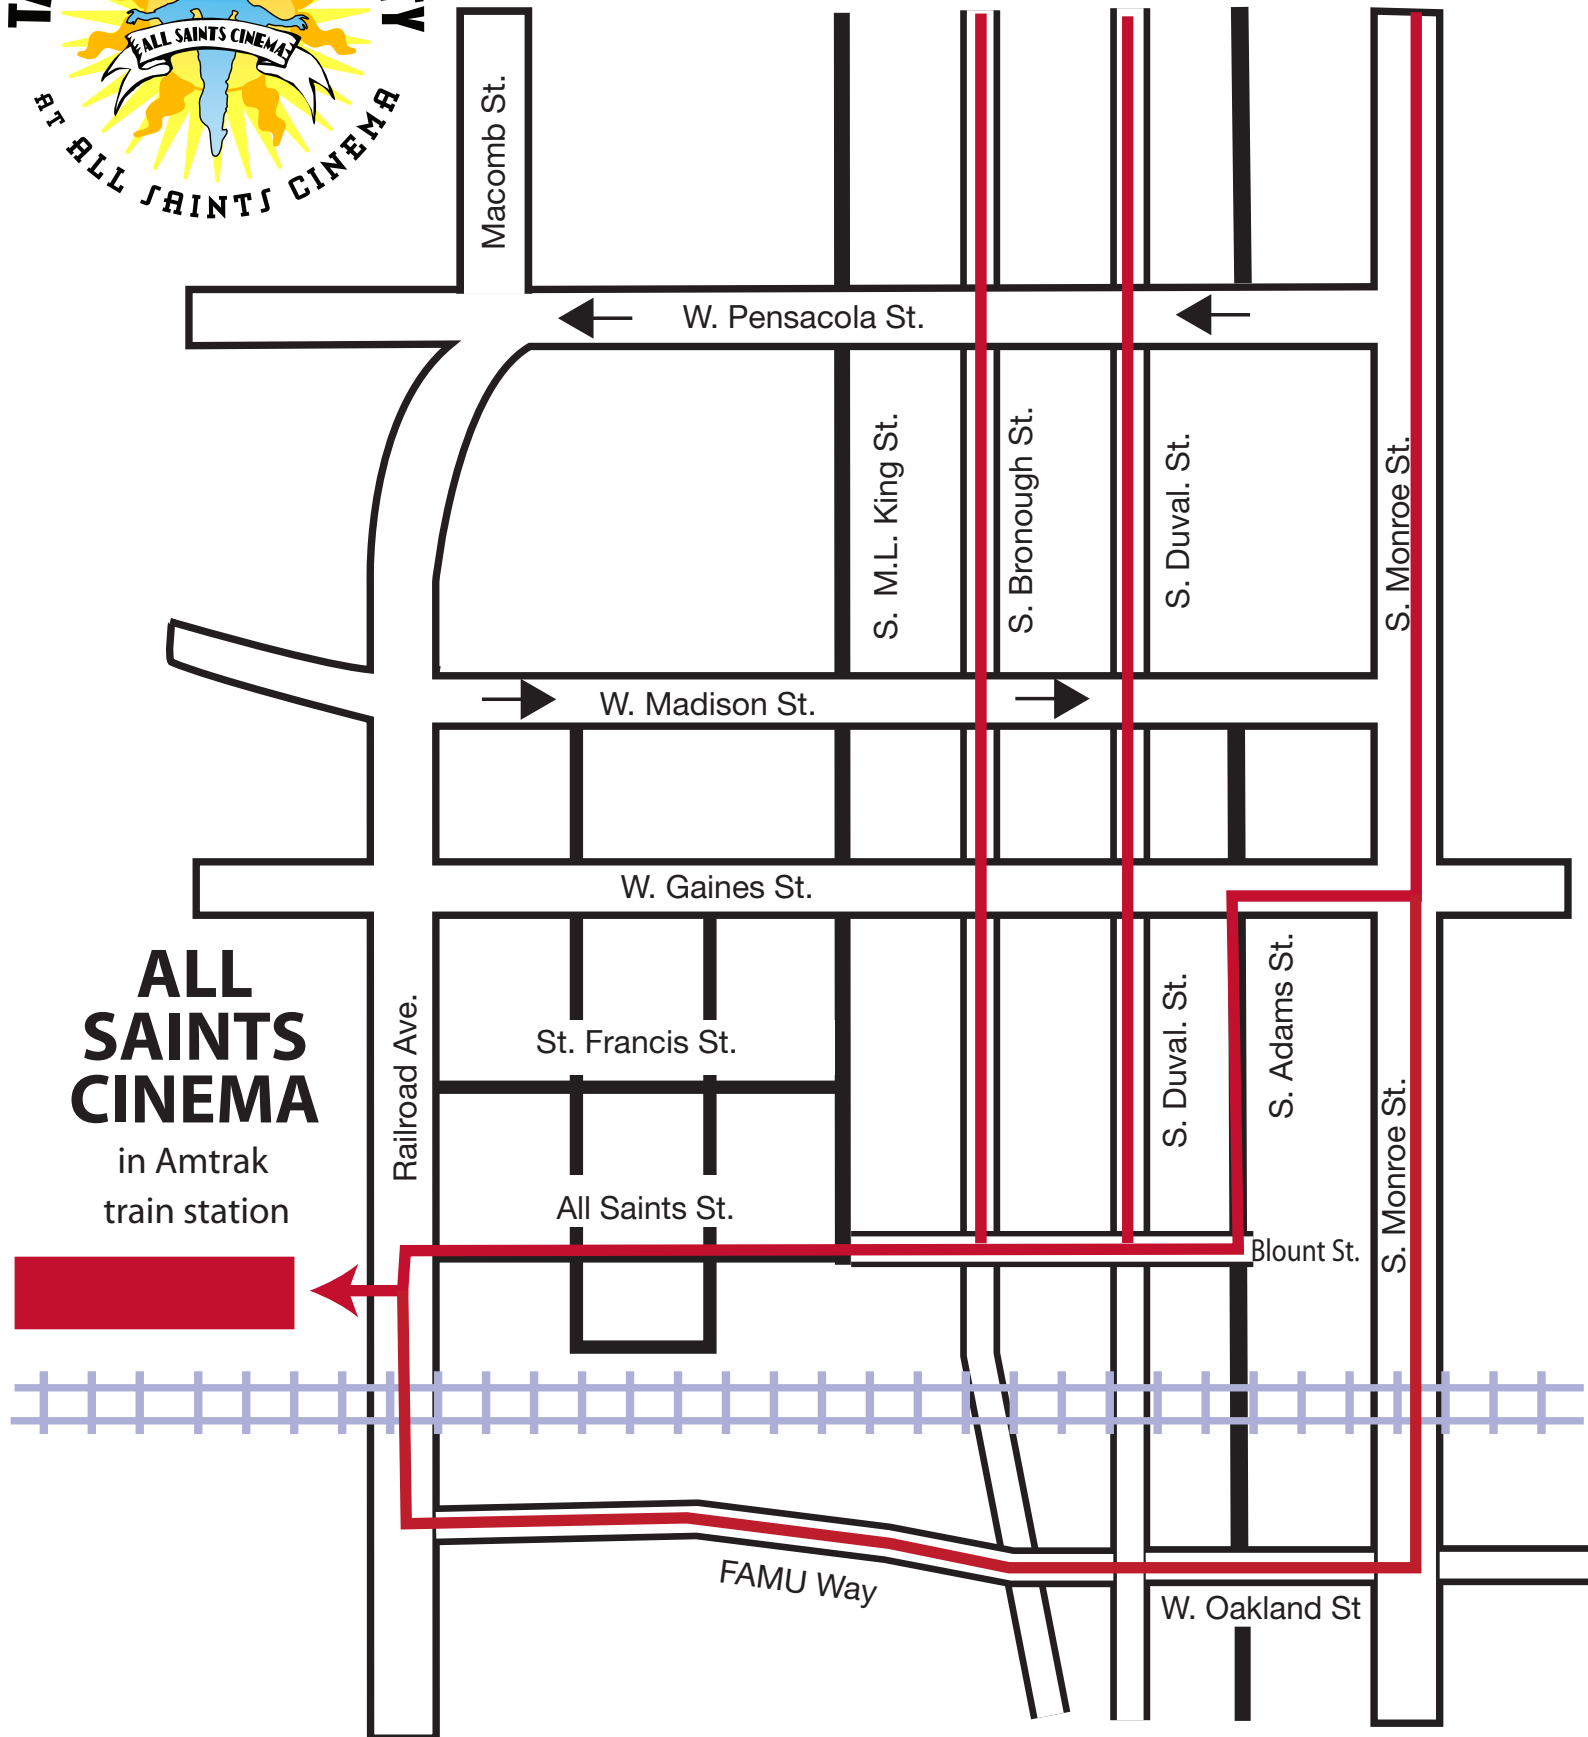 ALL SAINTS CINEMA
AT ALL SAINTS CINEMA
Macomb St.
W. Pensacola St.
S. M.L. King St.
S. Bronough St.
S. Duval. St.
S. Monroe St.
W. Madison St.
W. Gaines St.
ALL
SAINTS
CINEMA
in Amtrak
train station
Railroad Ave.
St. Francis St.
All Saints St.
S. Duval. St.
S. Adams St.
S. Monroe St.
Blount St.
FAMU Way
W. Oakland St